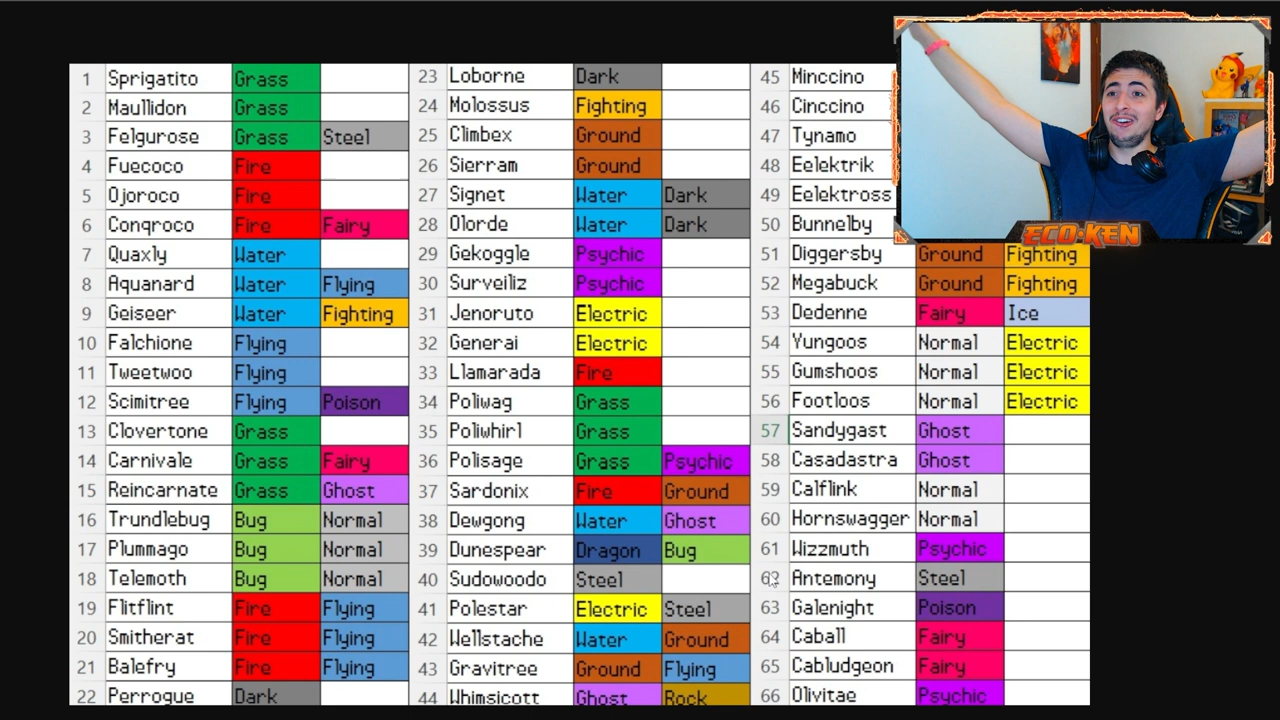 1 Sprigatito Grass
2 Maullidon Grass
3 Felgurose Grass Steel
4 Fuecoco Fire
5 Ojoroco Fire
6 Conqroco Fire Fairy
7 Quaxly Water
8 Aquanard Water Flying
9 Geiseer Water Fighting
10 Falchione Flying
11 Tweetwoo Flying
12 Scimitree Flying Poison
13 Clovertone Grass
14 Carnivale Grass Fairy
15 Reincarnate Grass Ghost
16 Trundlebug Bug Normal
17 Plummago Bug Normal
18 Telemoth Bug Normal
19 Flitflint Fire Flying
20 Smitherat Fire Flying
21 Balefry Fire Flying
22 Perrogue Dark
23 Loborne Dark
24 Molossus Fighting
25 Climbex Ground
26 Sierram Ground
27 Signet Water Dark
28 Olorde Water Dark
29 Gekoggle Psychic
30 Surveiliz Psychic
31 Jenoruto Electric
32 Generai Electric
33 Llamarada Fire
34 Poliwag Grass
35 Poliwhirl Grass
36 Polisage Grass Psychic
37 Sardonix Fire Ground
38 Dewgong Water Ghost
39 Dunespear Dragon Bug
40 Sudowoodo Steel
41 Polestar Electric Steel
42 Wellstache Water Ground
43 Gravitree Ground Flying
44 Whimsicott Ghost Rock
45 Minccino
46 Cinccino
47 Tynamo
48 Eelektrik
49 Eelektross
50 Bunnelby
51 Diggersby Ground Fighting
52 Megabuck Ground Fighting
53 Dedenne Fairy Ice
54 Yungoos Normal Electric
55 Gumshoos Normal Electric
56 Footloos Normal Electric
57 Sandygast Ghost
58 Casadastra Ghost
59 Calflink Normal
60 Hornswagger Normal
61 Wizzmuth Psychic
62 Antemony Steel
63 Galenight Poison
64 Caball Fairy
65 Cabludgeon Fairy
66 Olivitae Psychic
ECO-KEN